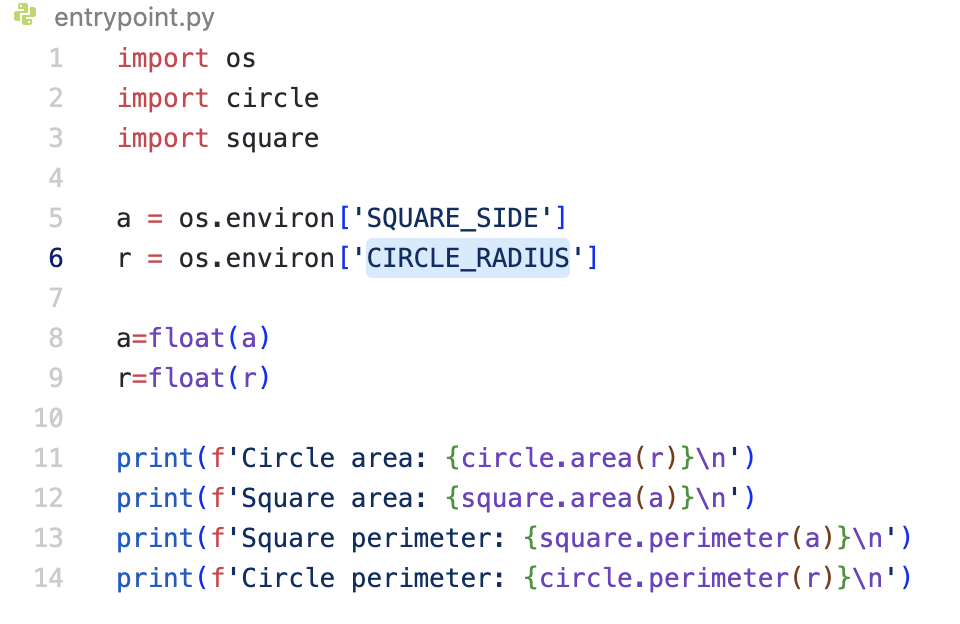 entrypoint.py
1 import os
2 import circle
3 import square
4
5 a = os.environ['SQUARE_SIDE']
6 r = os.environ['CIRCLE_RADIUS']
7
8 a=float(a)
9 r=float(r)
10
11 print(f'Circle area: {circle.area(r)}\n')
12 print(f'Square area: {square.area(a)}\n')
13 print(f'Square perimeter: {square.perimeter(a)}\n')
14 print(f'Circle perimeter: {circle.perimeter(r)}\n')